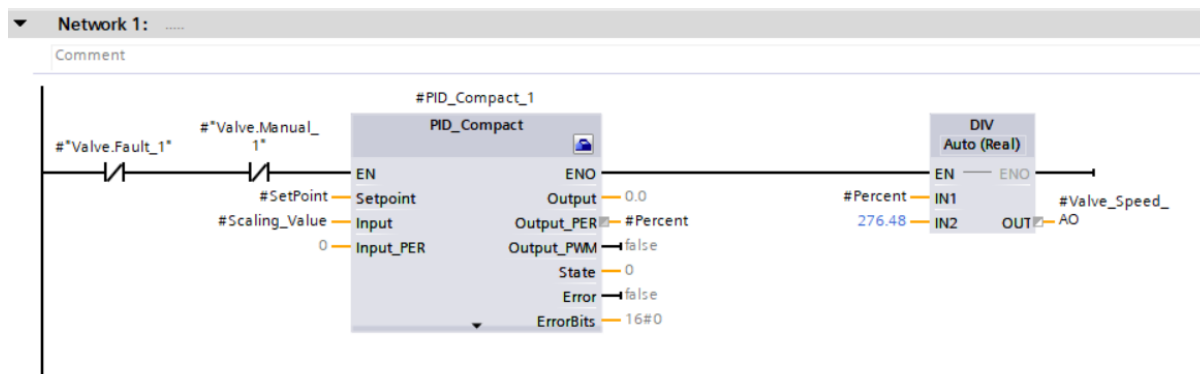 Network 1: .....
Comment
#PID_Compact_1
PID_Compact
#"Valve.Fault_1"
#"Valve.Manual_
1"
EN
ENO
#SetPoint
Setpoint
Output
0.0
#Scaling_Value
Input
Output_PER
#Percent
0
Input_PER
Output_PWM
false
State
0
Error
false
ErrorBits
16#0
DIV
Auto (Real)
EN
ENO
#Percent
IN1
276.48
IN2
OUT
#Valve_Speed_
AO